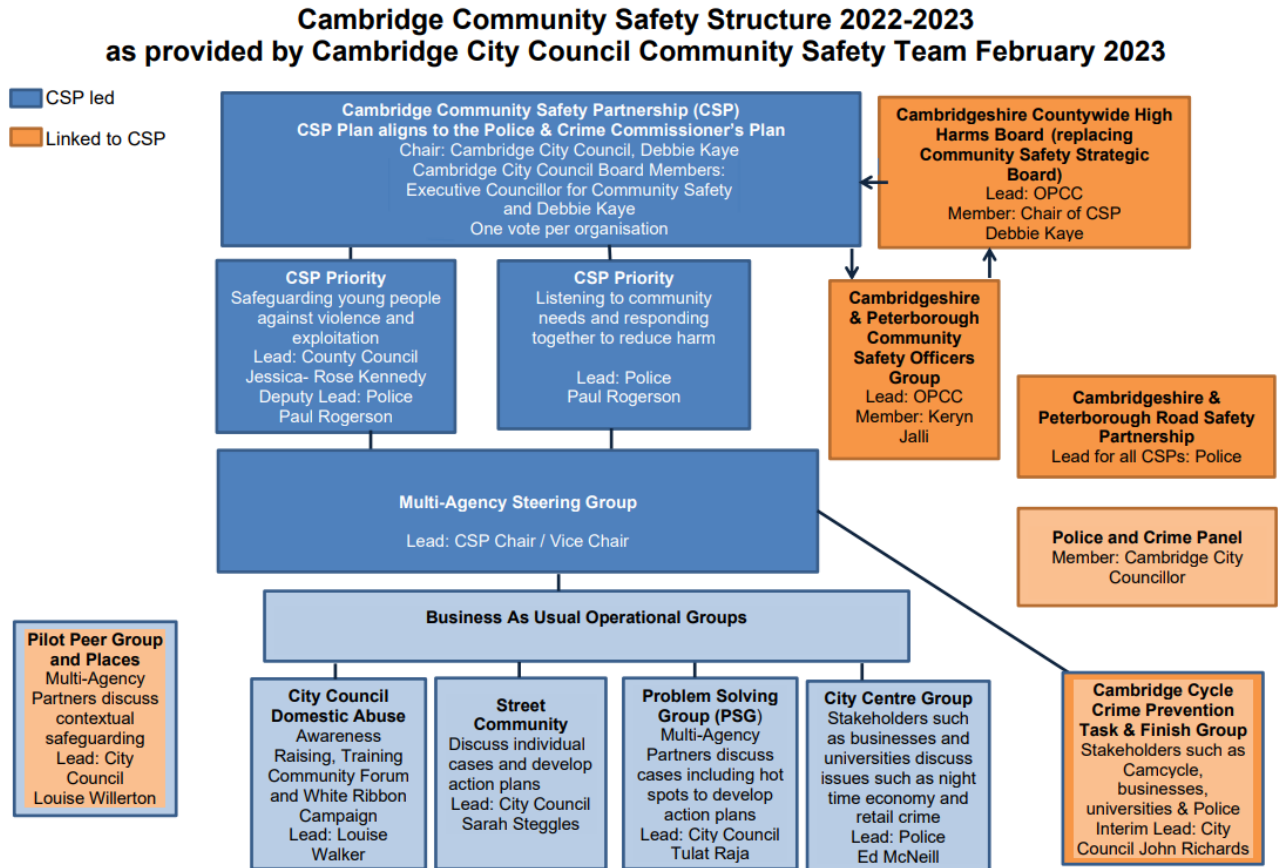 Cambridge Community Safety Structure 2022-2023
as provided by Cambridge City Council Community Safety Team February 2023
CSP led
Linked to CSP
Cambridge Community Safety Partnership (CSP)
CSP Plan aligns to the Police & Crime Commissioner's Plan
Chair: Cambridge City Council, Debbie Kaye
Cambridge City Council Board Members:
Executive Councillor for Community Safety
and Debbie Kaye
One vote per organisation
Cambridgeshire Countywide High
Harms Board (replacing
Community Safety Strategic
Board)
Lead: OPCC
Member: Chair of CSP
Debbie Kaye
CSP Priority
Safeguarding young people
against violence and
exploitation
Lead: County Council
Jessica- Rose Kennedy
Deputy Lead: Police
Paul Rogerson
CSP Priority
Listening to community
needs and responding
together to reduce harm
Lead: Police
Paul Rogerson
Cambridgeshire
& Peterborough
Community
Safety Officers
Group
Lead: OPCC
Member: Keryn
Jalli
Cambridgeshire &
Peterborough Road Safety
Partnership
Lead for all CSPs: Police
Multi-Agency Steering Group
Lead: CSP Chair / Vice Chair
Police and Crime Panel
Member: Cambridge City
Councillor
Business As Usual Operational Groups
Pilot Peer Group
and Places
Multi-Agency
Partners discuss
contextual
safeguarding
Lead: City
Council
Louise Willerton
City Council
Domestic Abuse
Awareness
Raising, Training
Community Forum
and White Ribbon
Campaign
Lead: Louise
Walker
Street
Community
Discuss individual
cases and develop
action plans
Lead: City Council
Sarah Steggles
Problem Solving
Group (PSG)
Multi-Agency
Partners discuss
cases including hot
spots to develop
action plans
Lead: City Council
Tulat Raja
City Centre Group
Stakeholders such
as businesses and
universities discuss
issues such as night
time economy and
retail crime
Lead: Police
Ed McNeill
Cambridge Cycle
Crime Prevention
Task & Finish Group
Stakeholders such as
Camcycle,
businesses,
universities & Police
Interim Lead: City
Council John Richards